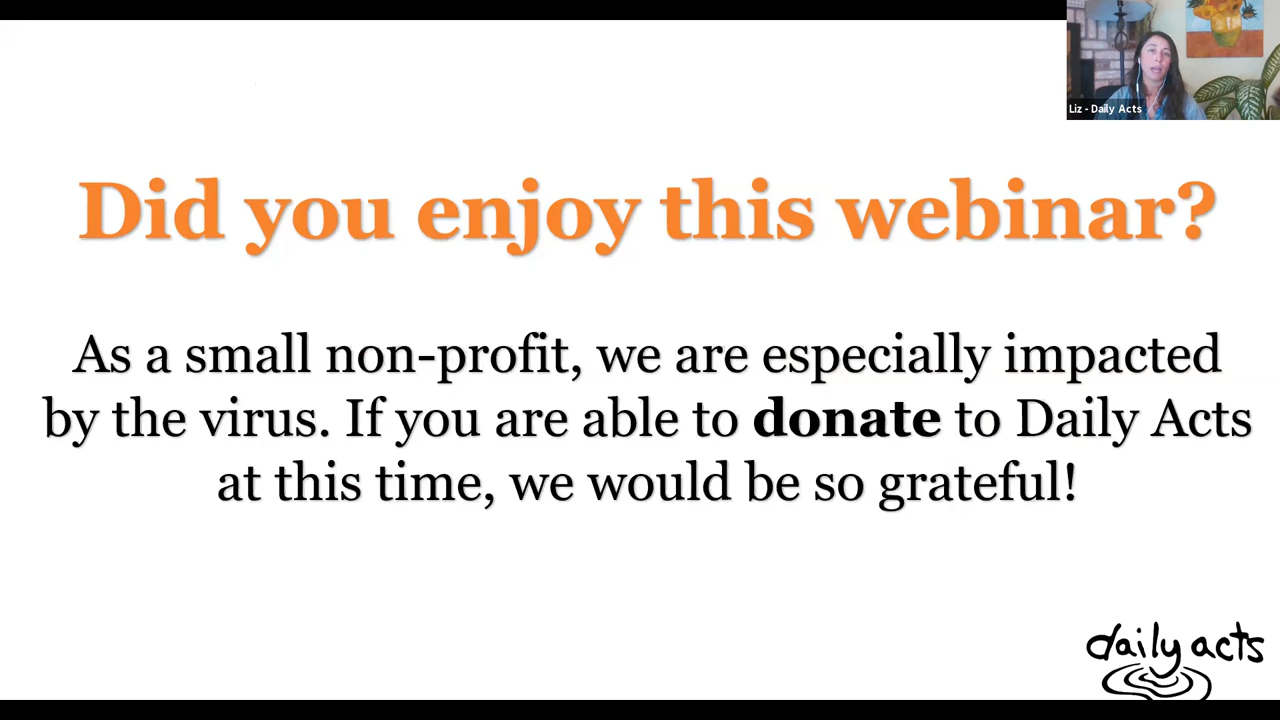 Liz - Daily Acts
Did you enjoy this webinar?
As a small non-profit, we are especially impacted
by the virus. If you are able to donate to Daily Acts
at this time, we would be so grateful!
daily acts